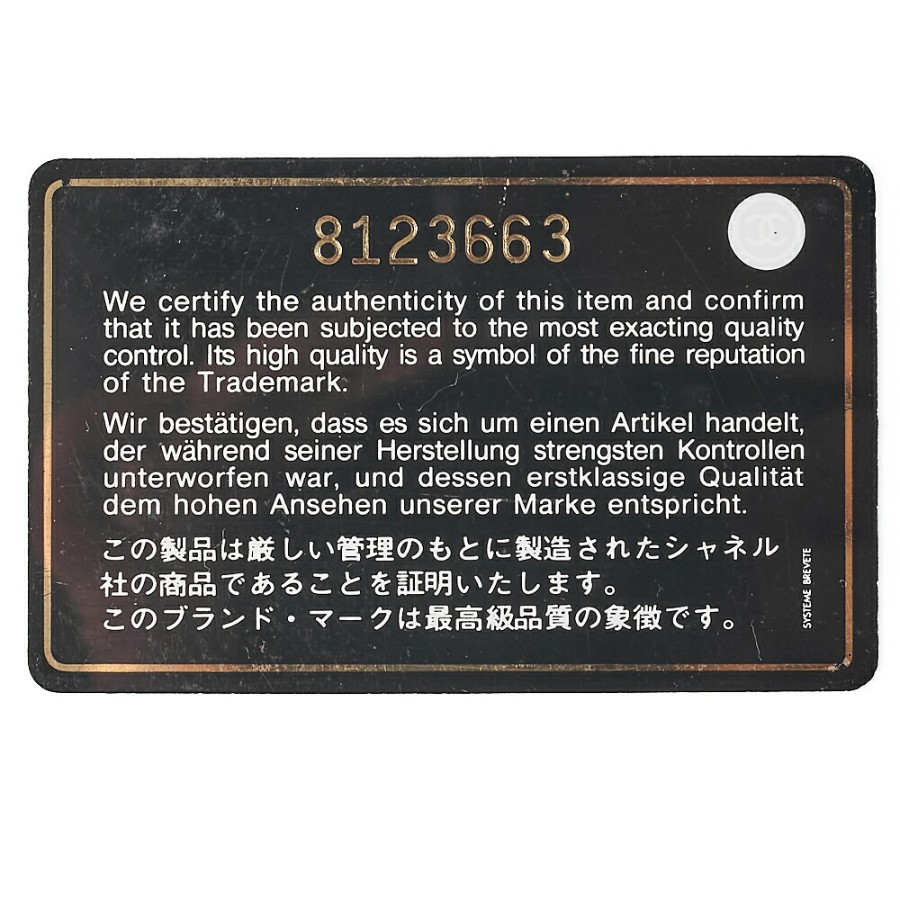 8123663
We certify the authenticity of this item and confirm
that it has been subjected to the most exacting quality
control. Its high quality is a symbol of the fine reputation
of the Trademark.
Wir bestätigen, dass es sich um einen Artikel handelt,
der während seiner Herstellung strengsten Kontrollen
unterworfen war, und dessen erstklassige Qualität
dem hohen Ansehen unserer Marke entspricht.
この製品は厳しい管理のもとに製造されたシャネル
社の商品であることを証明いたします。
このブランド・マークは最高級品質の象徴です。
SYSTEME BREVETE